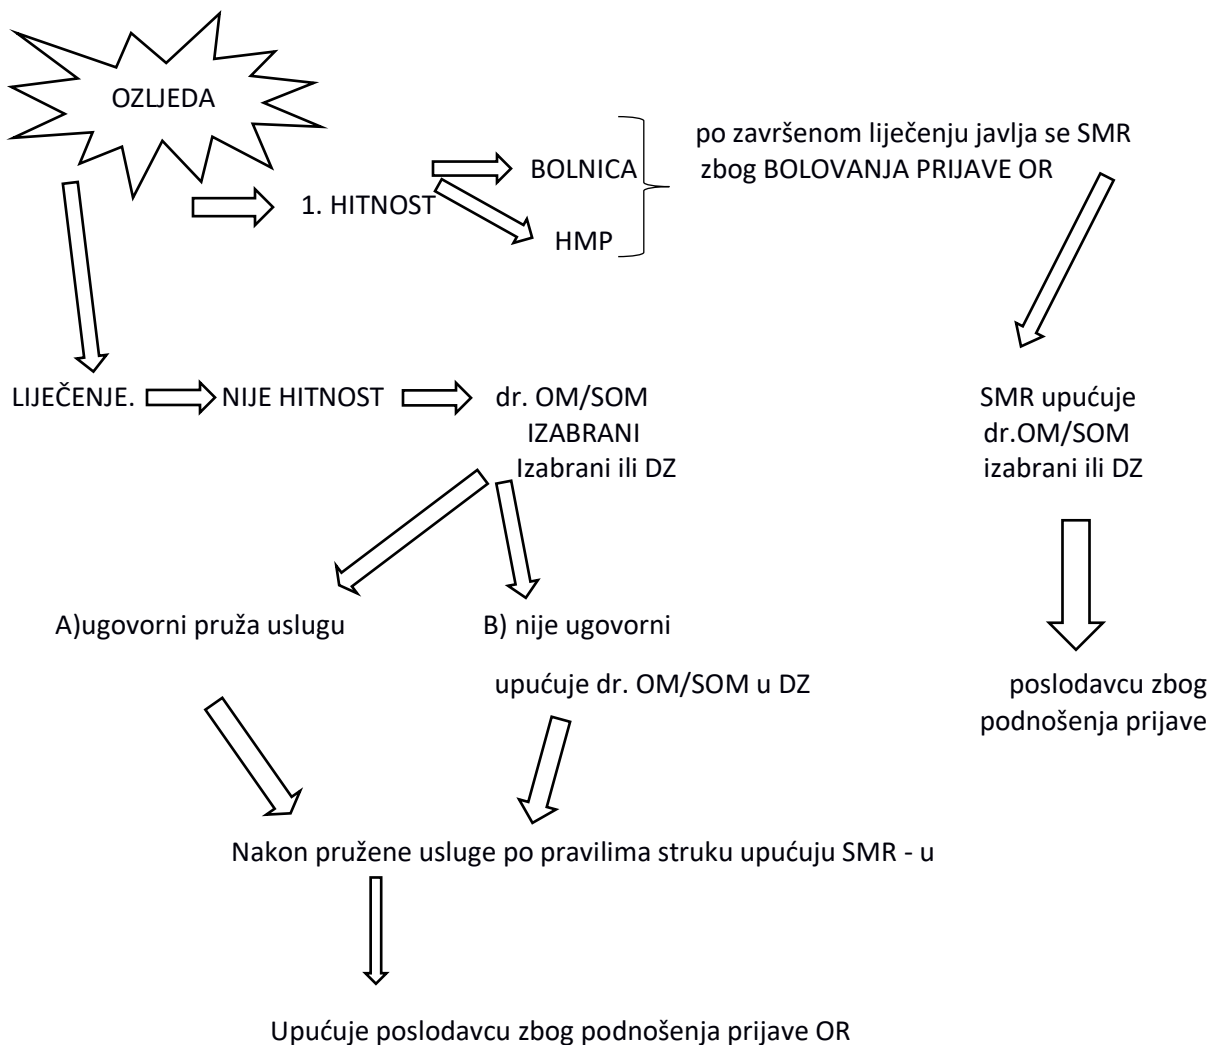 OZLJEDA
po završenom liječenju javlja se SMR
zbog BOLOVANJA PRIJAVE OR
BOLNICA
1. HITNOST
HMP
LIJEČENJE.
NIJE HITNOST
dr. OM/SOM
IZABRANI
Izabrani ili DZ
SMR upućuje
dr.OM/SOM
izabrani ili DZ
A)ugovorni pruža uslugu
B) nije ugovorni
upućuje dr. OM/SOM u DZ
poslodavcu zbog
podnošenja prijave
Nakon pružene usluge po pravilima struku upućuju SMR - u
Upućuje poslodavcu zbog podnošenja prijave OR